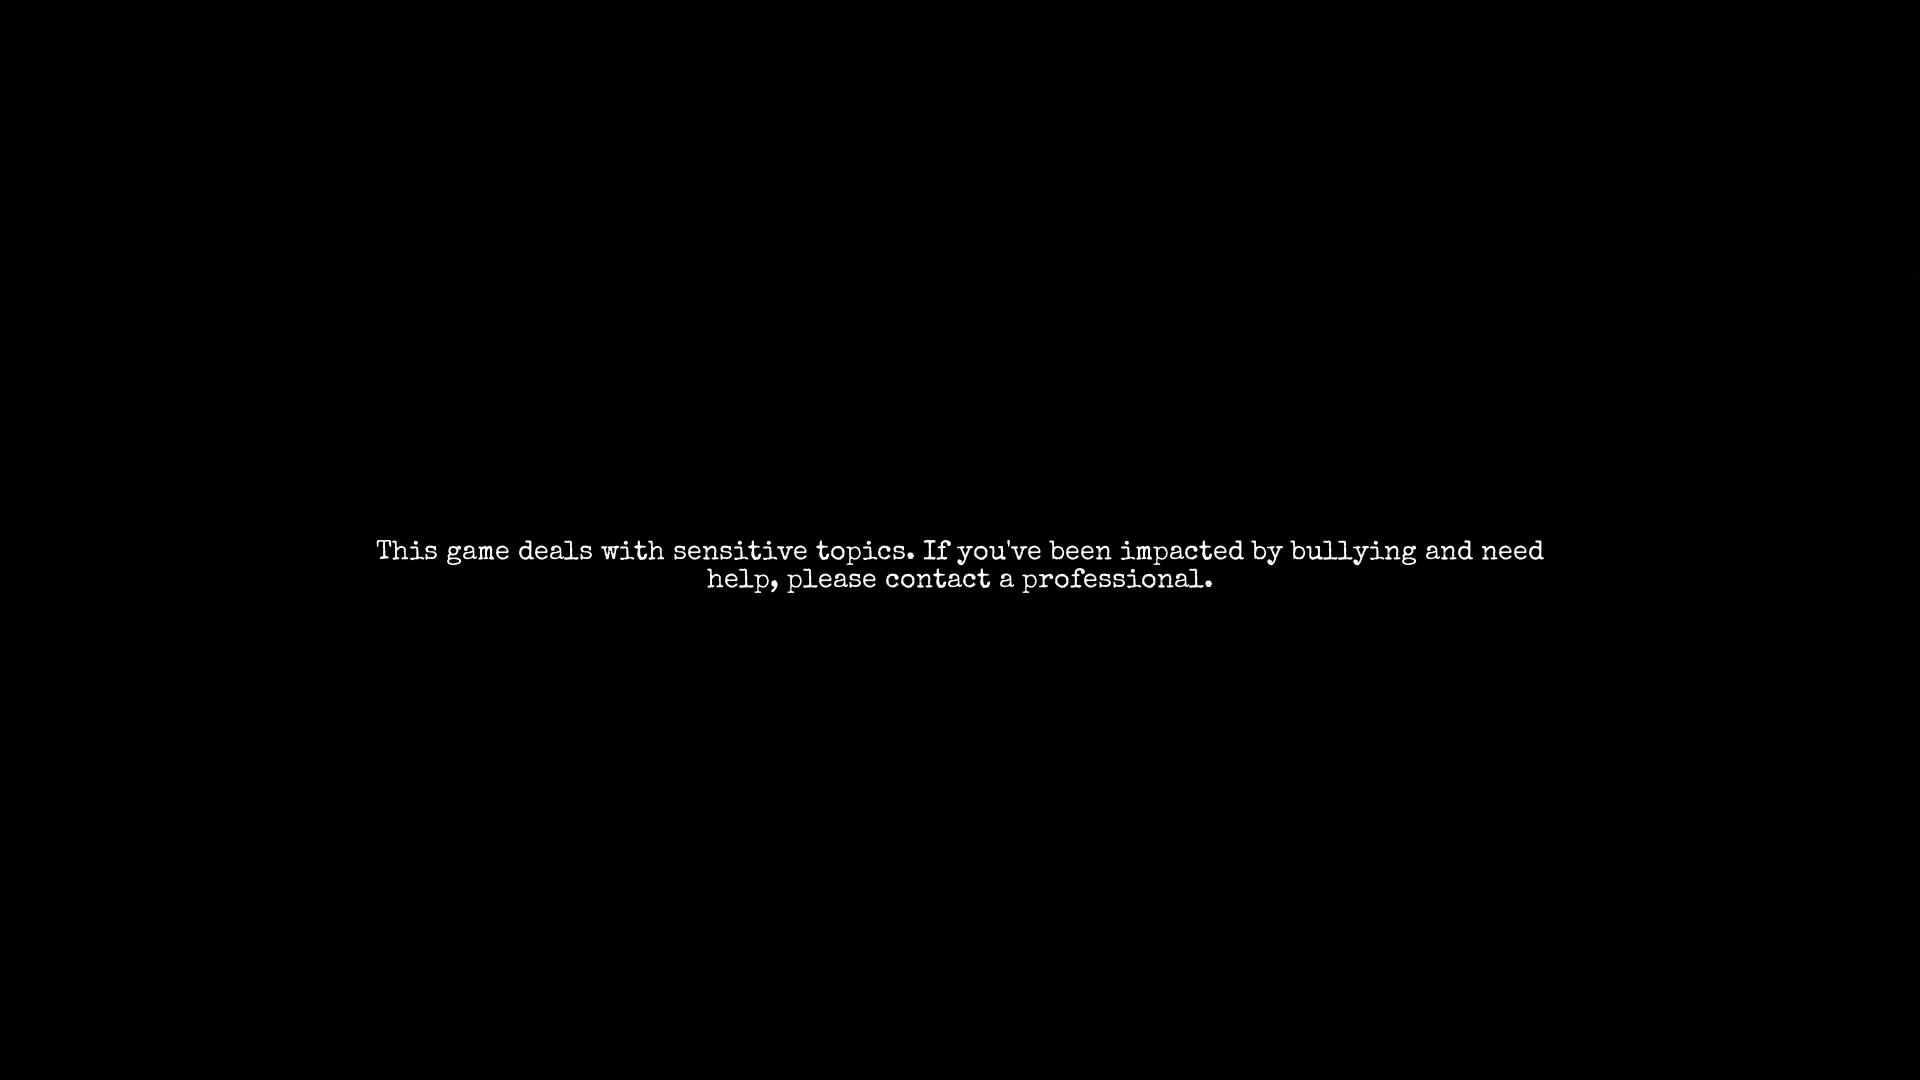 This game deals with sensitive topics. If you've been impacted by bullying and need
help, please contact a professional.